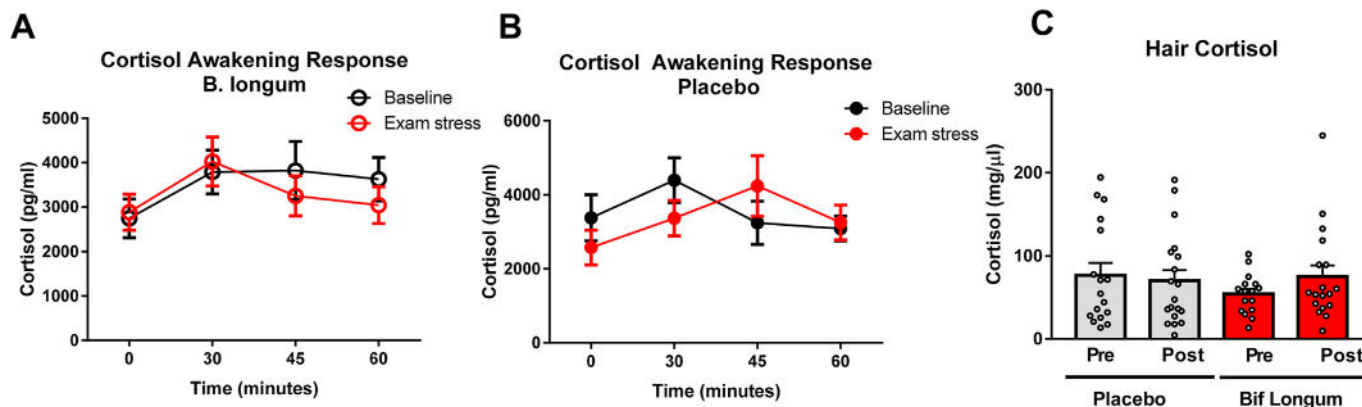 A
Cortisol Awakening Response
B. longum
Baseline
Exam stress
Cortisol (pg/ml)
5000
4000
3000
2000
1000
0
0 30 45 60
Time (minutes)
B
Cortisol Awakening Response
Placebo
Baseline
Exam stress
Cortisol (pg/ml)
6000
4000
2000
0
0 30 45 60
Time (minutes)
C
Hair Cortisol
Cortisol (mg/µl)
300
200
100
0
Pre Post Pre Post
Placebo Bif Longum